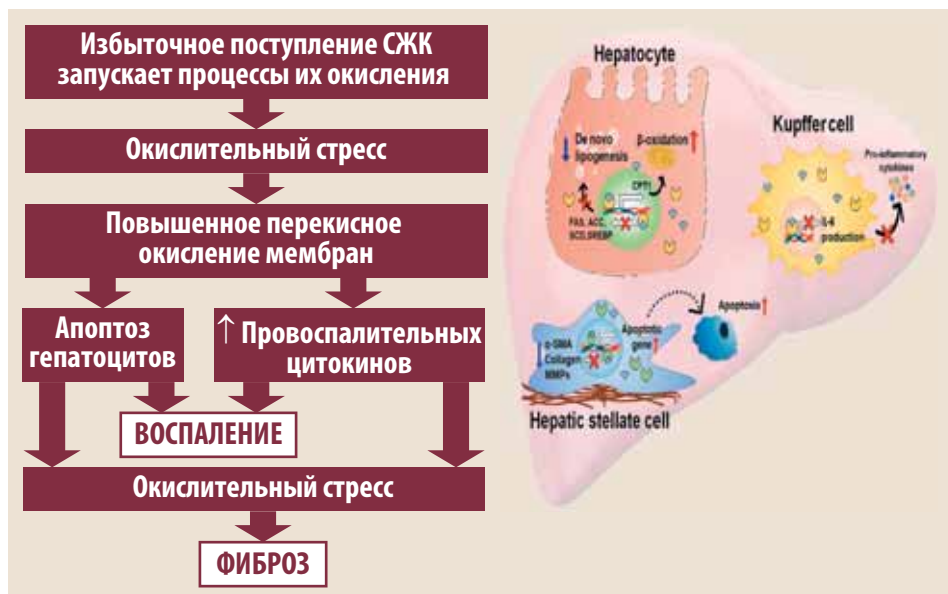 Избыточное поступление СЖК
запускает процессы их окисления
Окислительный стресс
Повышенное перекисное
окисление мембран
Апоптоз
гепатоцитов
↑ Провоспалительных
цитокинов
ВОСПАЛЕНИЕ
Окислительный стресс
ФИБРОЗ
Hepatocyte
De novo
lipogenesis
β-oxidation
CPT1
FAS, ACC,
SCD, SREBP
Kupffer cell
Pro-inflammatory
cytokines
production
Apoptosis
Apoptotic
gene
α-SMA
Collagen
MMPs
Hepatic stellate cell